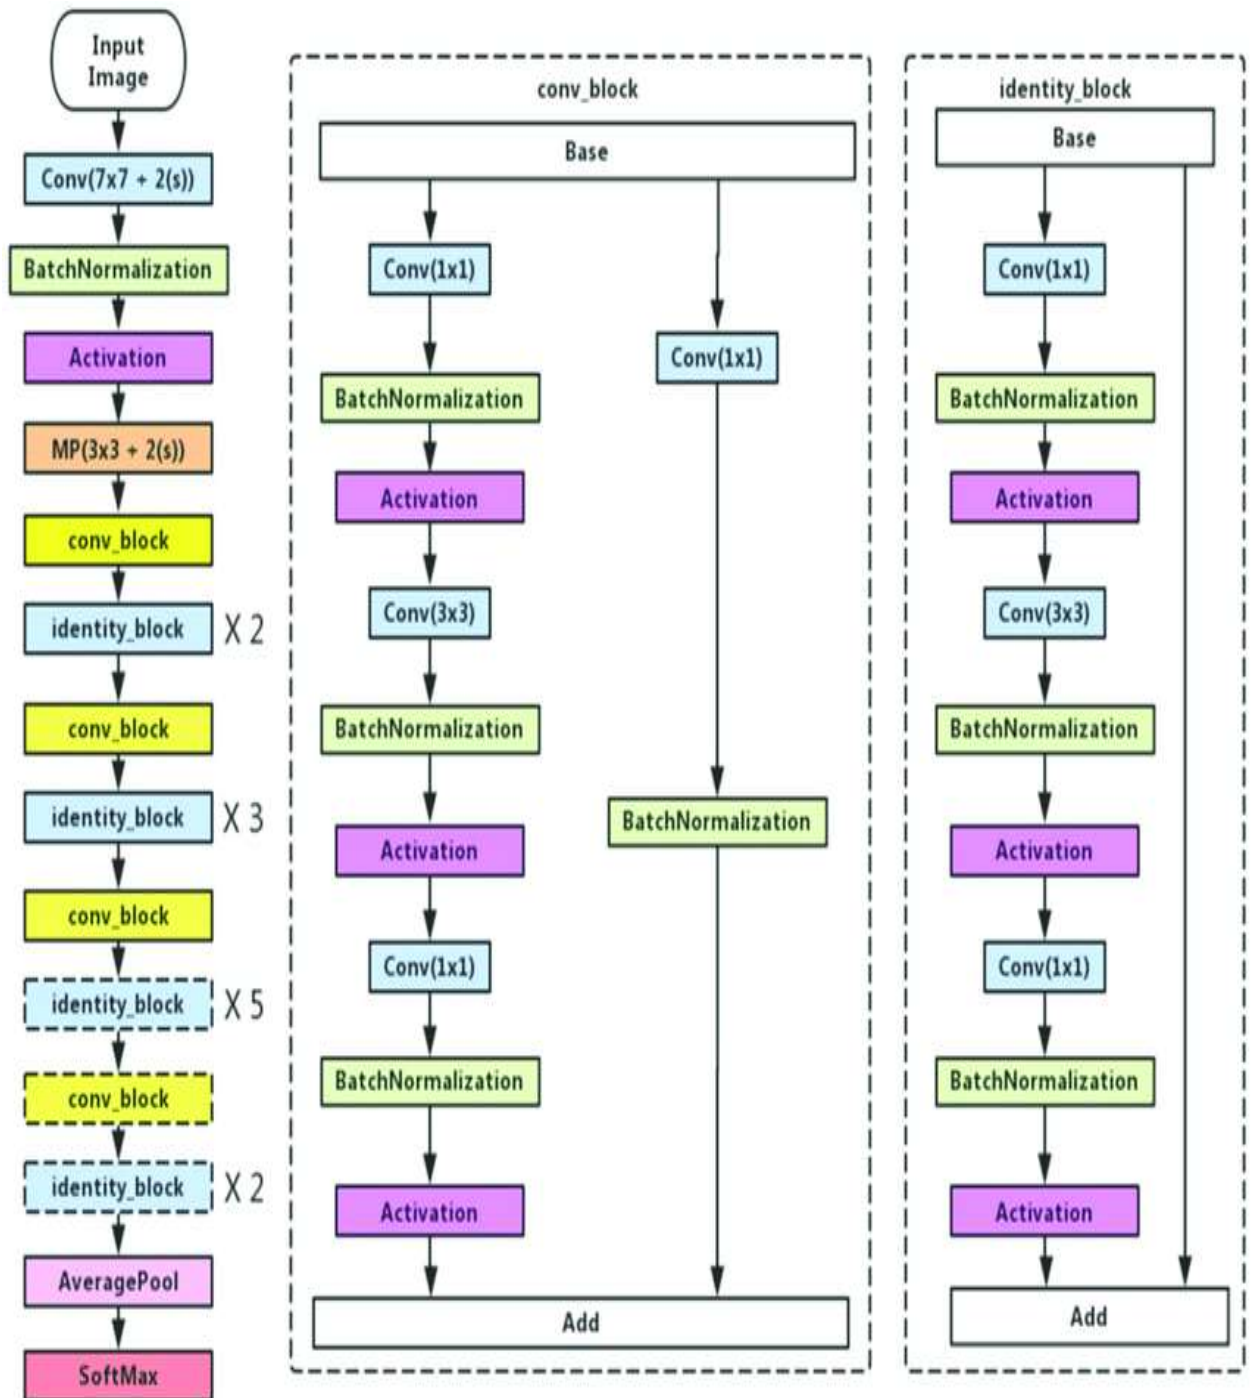 Input
Image
Conv(7x7 + 2(s))
BatchNormalization
Activation
MP(3x3 + 2(s))
conv_block
identity_block X 2
conv_block
identity_block X 3
conv_block
identity_block X 5
conv_block
identity_block X 2
AveragePool
SoftMax
conv_block
Base
Conv(1x1)
BatchNormalization
Activation
Conv(3x3)
BatchNormalization
Activation
Conv(1x1)
BatchNormalization
Activation
Conv(1x1)
BatchNormalization
Add
identity_block
Base
Conv(1x1)
BatchNormalization
Activation
Conv(3x3)
BatchNormalization
Activation
Conv(1x1)
BatchNormalization
Activation
Add